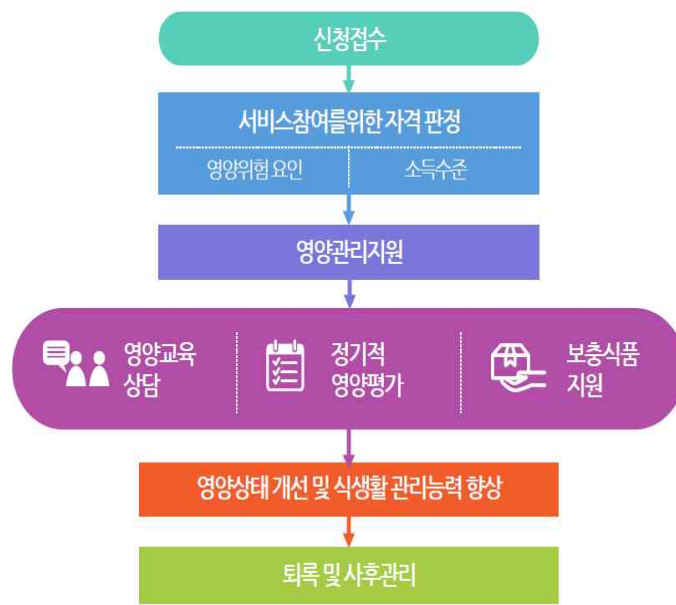 신청접수
서비스참여를위한 자격 판정
영양위험 요인
소득수준
영양관리지원
영양교육
상담
정기적
영양평가
보충식품
지원
영양상태 개선 및 식생활 관리능력 향상
퇴록 및 사후관리